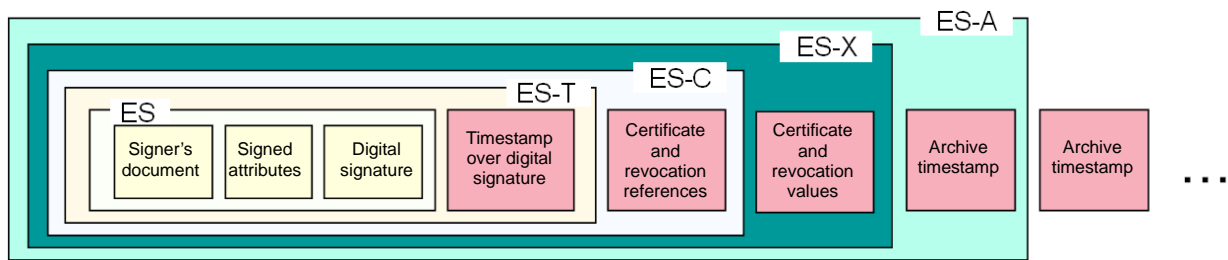 ES-A
ES-X
ES-C
ES-T
ES
Signer's
document
Signed
attributes
Digital
signature
Timestamp
over digital
signature
Certificate
and
revocation
references
Certificate
and
revocation
values
Archive
timestamp
Archive
timestamp
...